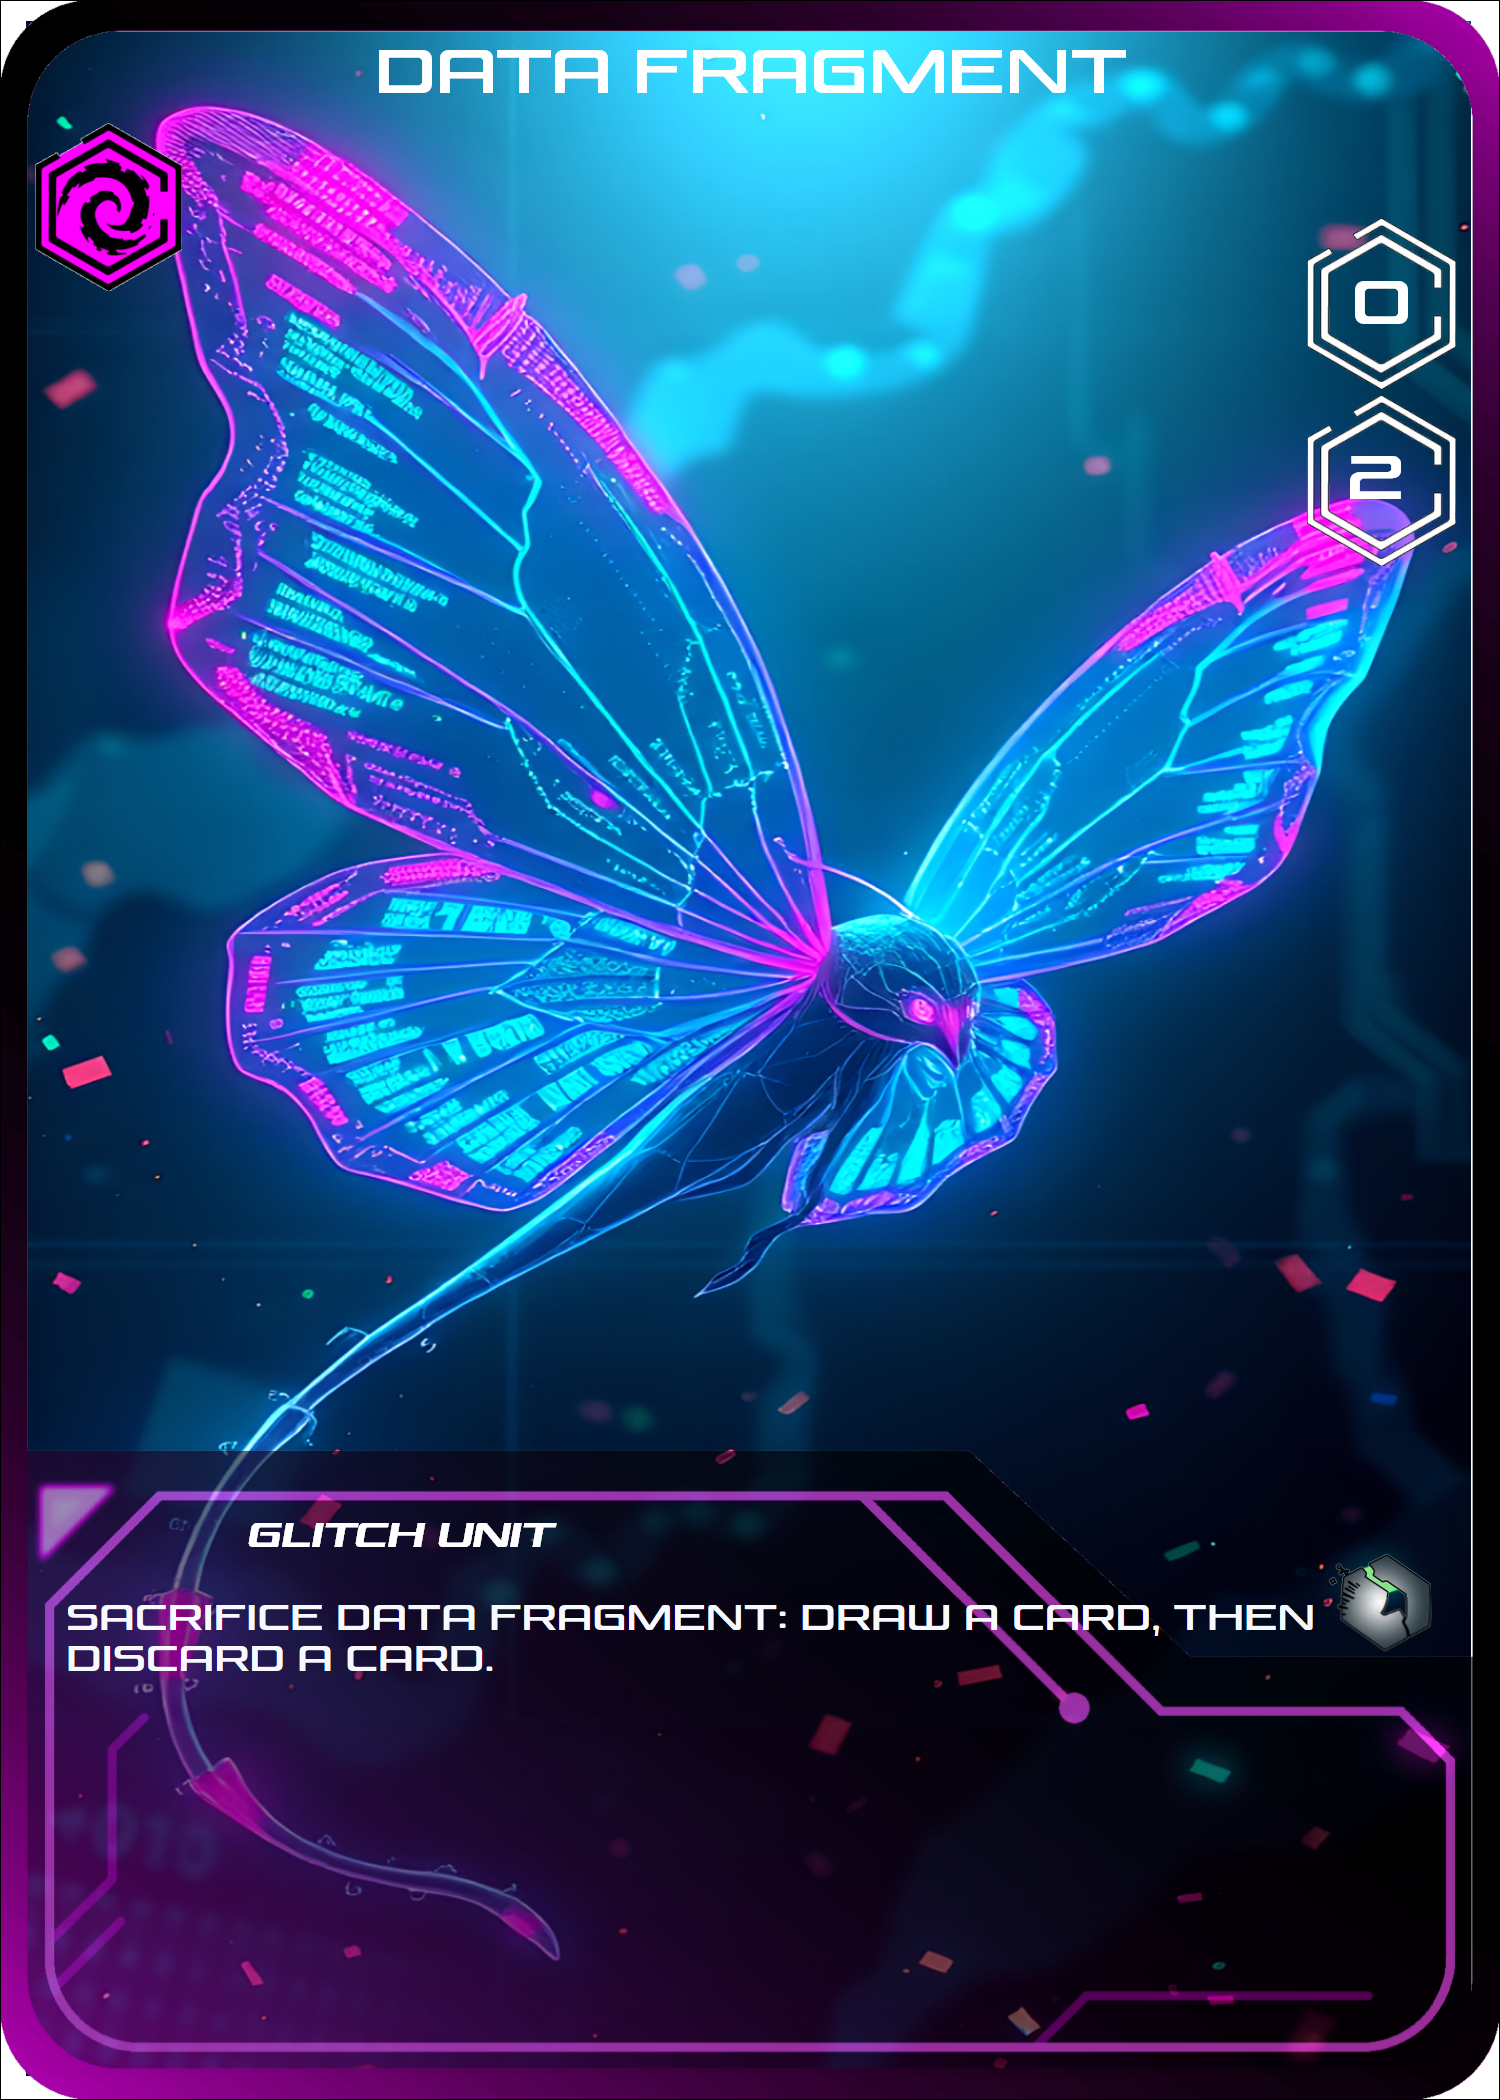 DATA FRAGMENT
0
2
GLITCH UNIT
SACRIFICE DATA FRAGMENT: DRAW A CARD, THEN
DISCARD A CARD.